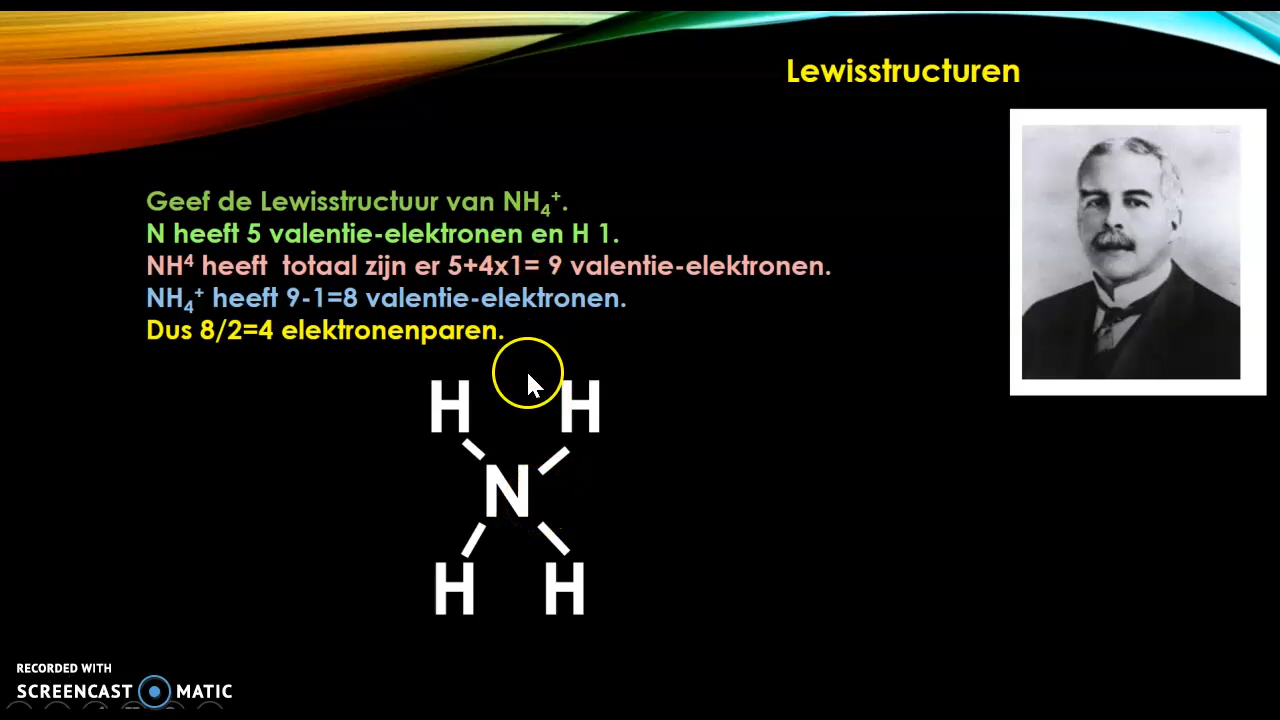 Lewisstructuren
Geef de Lewisstructuur van NH₄⁺.
N heeft 5 valentie-elektronen en H 1.
NH⁴ heeft  totaal zijn er 5+4x1= 9 valentie-elektronen.
NH₄⁺ heeft 9-1=8 valentie-elektronen.
Dus 8/2=4 elektronenparen.
H H
N
H H
RECORDED WITH
SCREENCAST MATIC